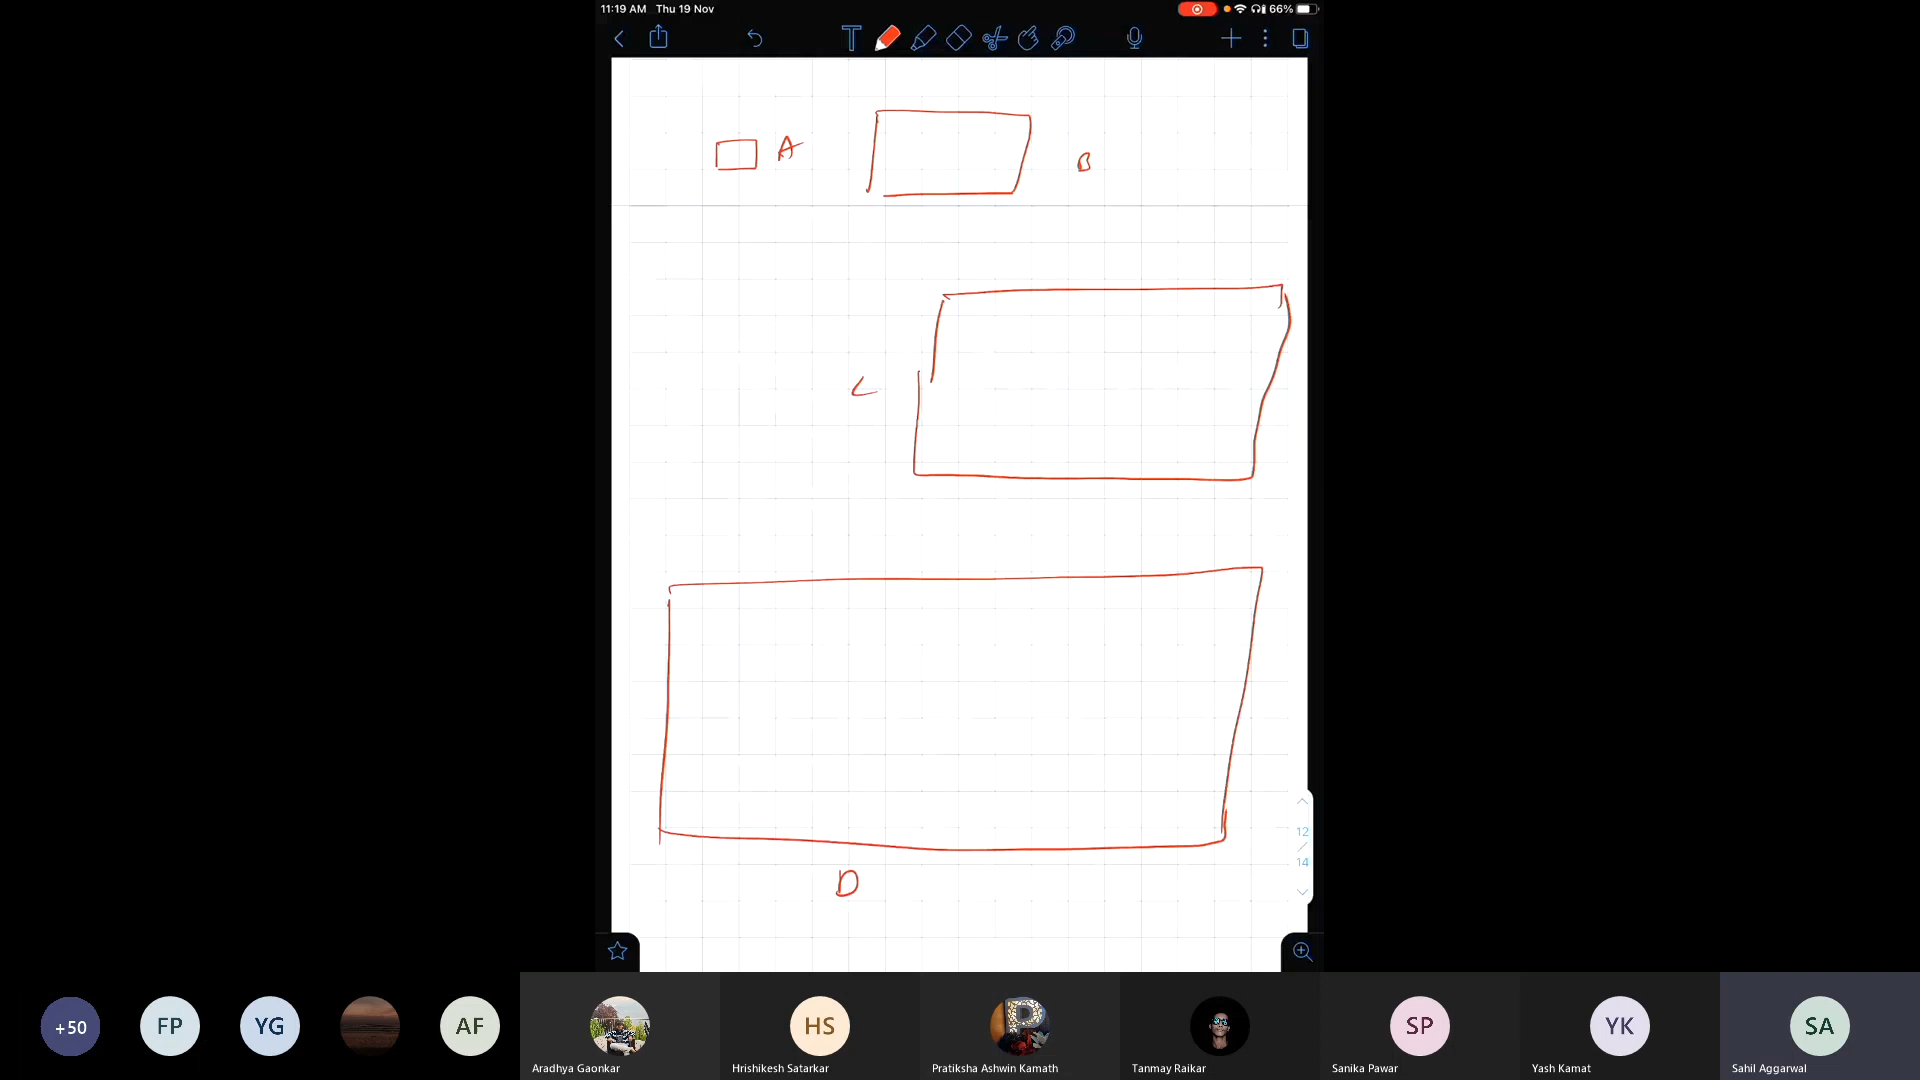 11:19 AM Thu 19 Nov
66%
T
A
B
C
D
12
/
14
+50
FP
YG
AF
HS
P
SP
YK
SA
Aradhya Gaonkar
Hrishikesh Satarkar
Pratiksha Ashwin Kamath
Tanmay Raikar
Sanika Pawar
Yash Kamat
Sahil Aggarwal